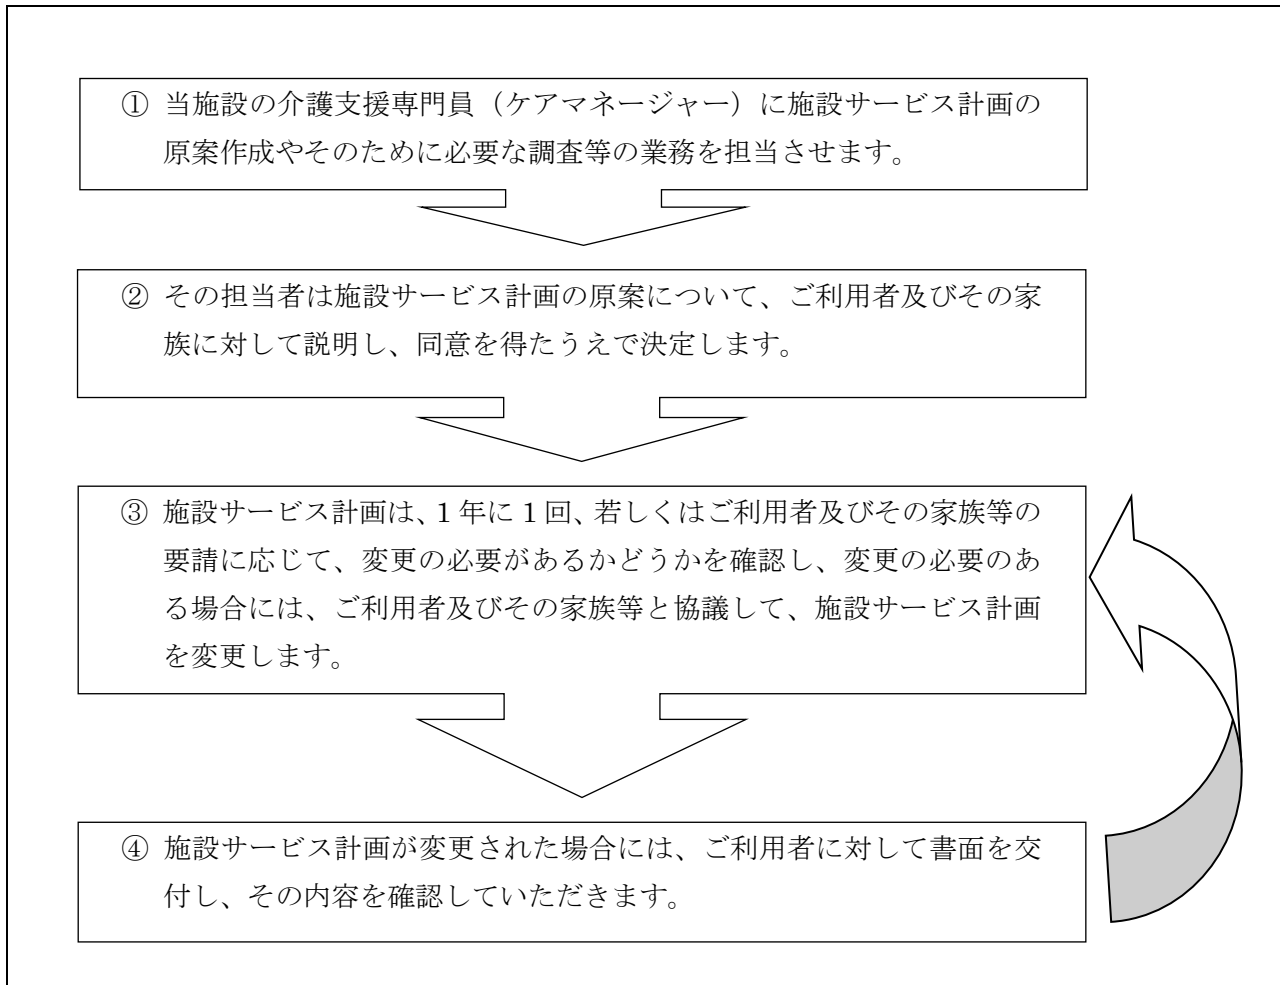 ① 当施設の介護支援専門員（ケアマネージャー）に施設サービス計画の
原案作成やそのために必要な調査等の業務を担当させます。
② その担当者は施設サービス計画の原案について、ご利用者及びその家
族に対して説明し、同意を得たうえで決定します。
③ 施設サービス計画は、１年に１回、若しくはご利用者及びその家族等の
要請に応じて、変更の必要があるかどうかを確認し、変更の必要のあ
る場合には、ご利用者及びその家族等と協議して、施設サービス計画
を変更します。
④ 施設サービス計画が変更された場合には、ご利用者に対して書面を交
付し、その内容を確認していただきます。